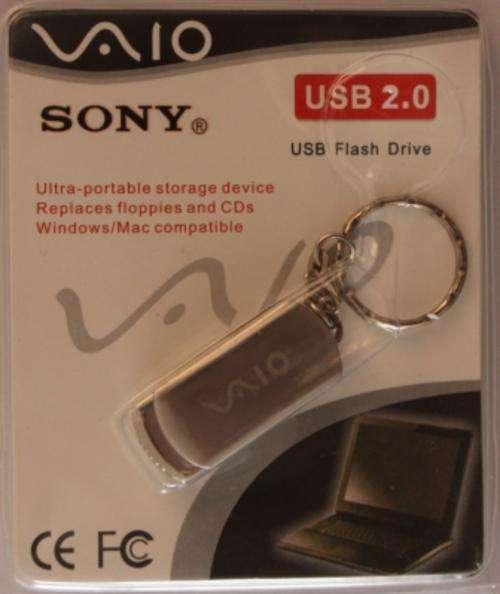 VAIO
SONY®
USB 2.0
USB Flash Drive
Ultra-portable storage device
Replaces floppies and CDs
Windows/Mac compatible
VAIO
VAIO
CE FC